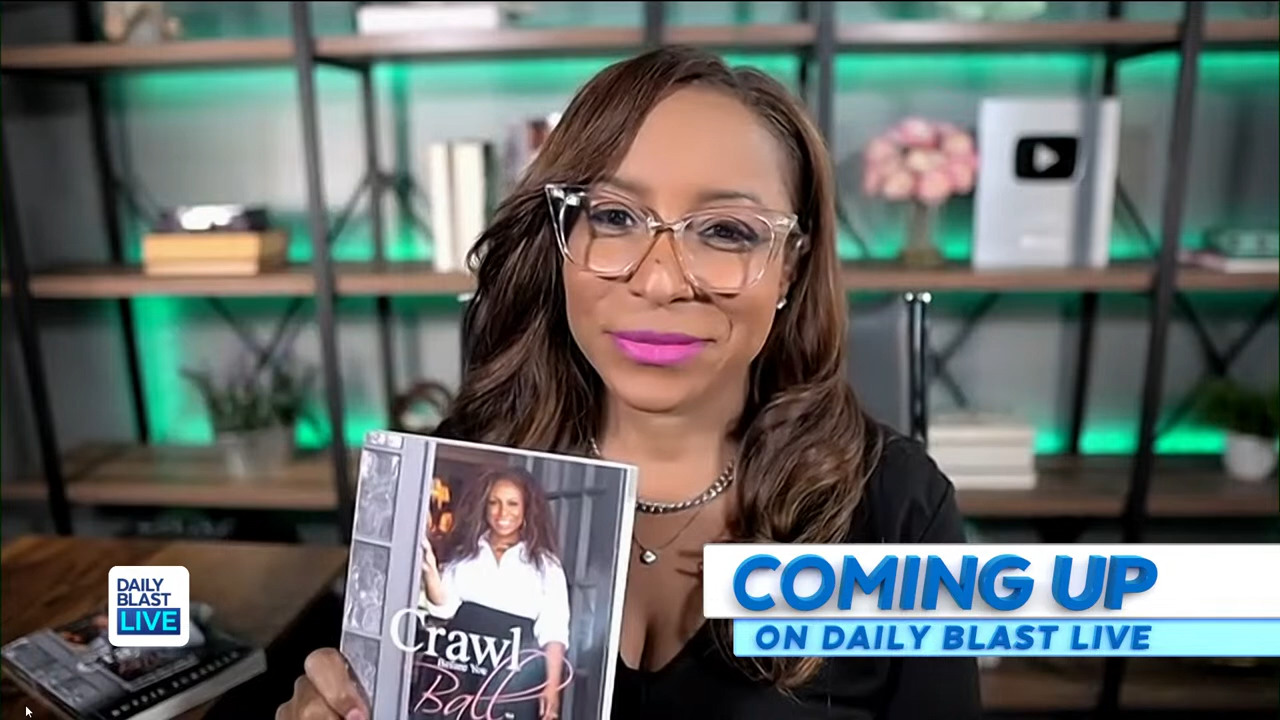 Crawl
Before You
Ball
DAILY
BLAST
LIVE
COMING UP
ON DAILY BLAST LIVE